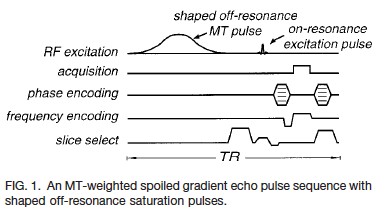 shaped off-resonance
MT pulse
on-resonance
excitation pulse
RF excitation
acquisition
phase encoding
frequency encoding
slice select
TR
FIG. 1. An MT-weighted spoiled gradient echo pulse sequence with
shaped off-resonance saturation pulses.